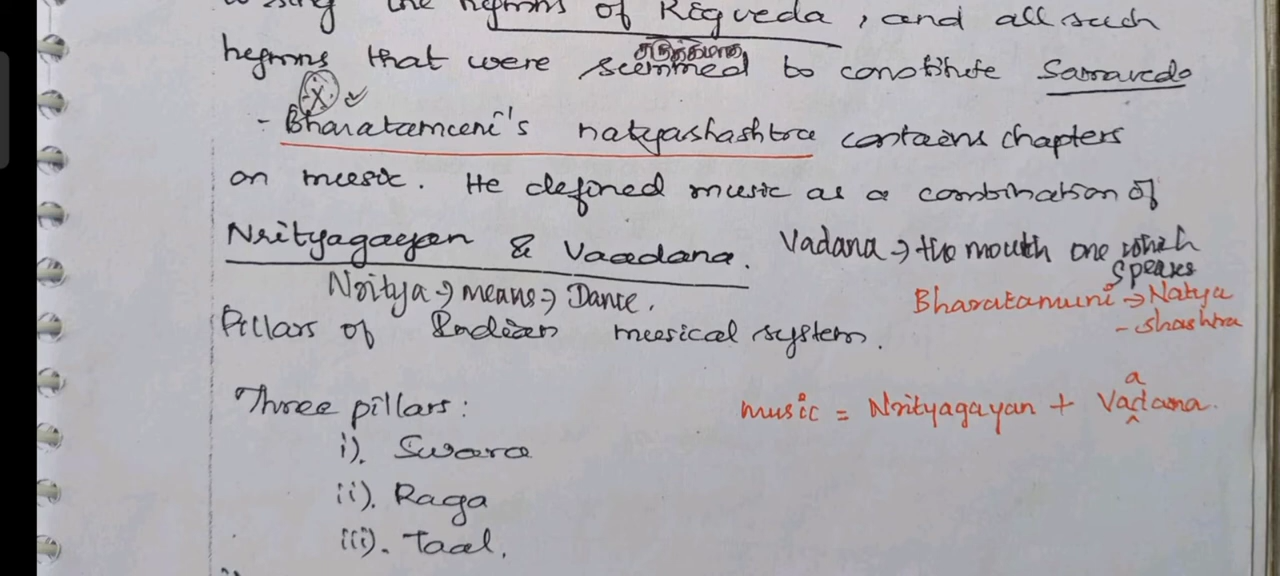 the hymns of Rigveda, and all such
hymns that were scummed to constitute Samaveda
சுருக்கமாக
X ✓
- Bharatamuni's natyashashtra contains chapters
on music. He defined music as a combination of
Nrityagayan & Vaadana. Vadana → the mouth one which
speaks
Nritya → means → Dance.
Bharatamuni → Natya
- shashtra
Pillars of Indian musical system.
Three pillars:
music = Nrityagayan + Vadana.
a
^
i). Swara
ii). Raga
iii). Taal.